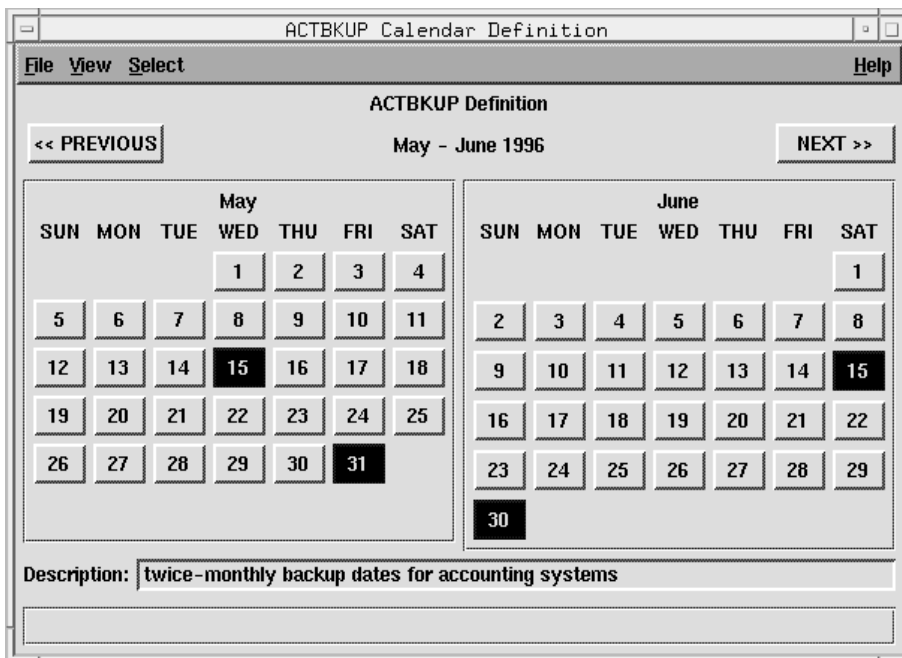 ACTBKUP Calendar Definition
File View Select Help
ACTBKUP Definition
<< PREVIOUS May - June 1996 NEXT >>
May
SUN MON TUE WED THU FRI SAT
1 2 3 4
5 6 7 8 9 10 11
12 13 14 15 16 17 18
19 20 21 22 23 24 25
26 27 28 29 30 31
June
SUN MON TUE WED THU FRI SAT
1
2 3 4 5 6 7 8
9 10 11 12 13 14 15
16 17 18 19 20 21 22
23 24 25 26 27 28 29
30
Description: twice-monthly backup dates for accounting systems